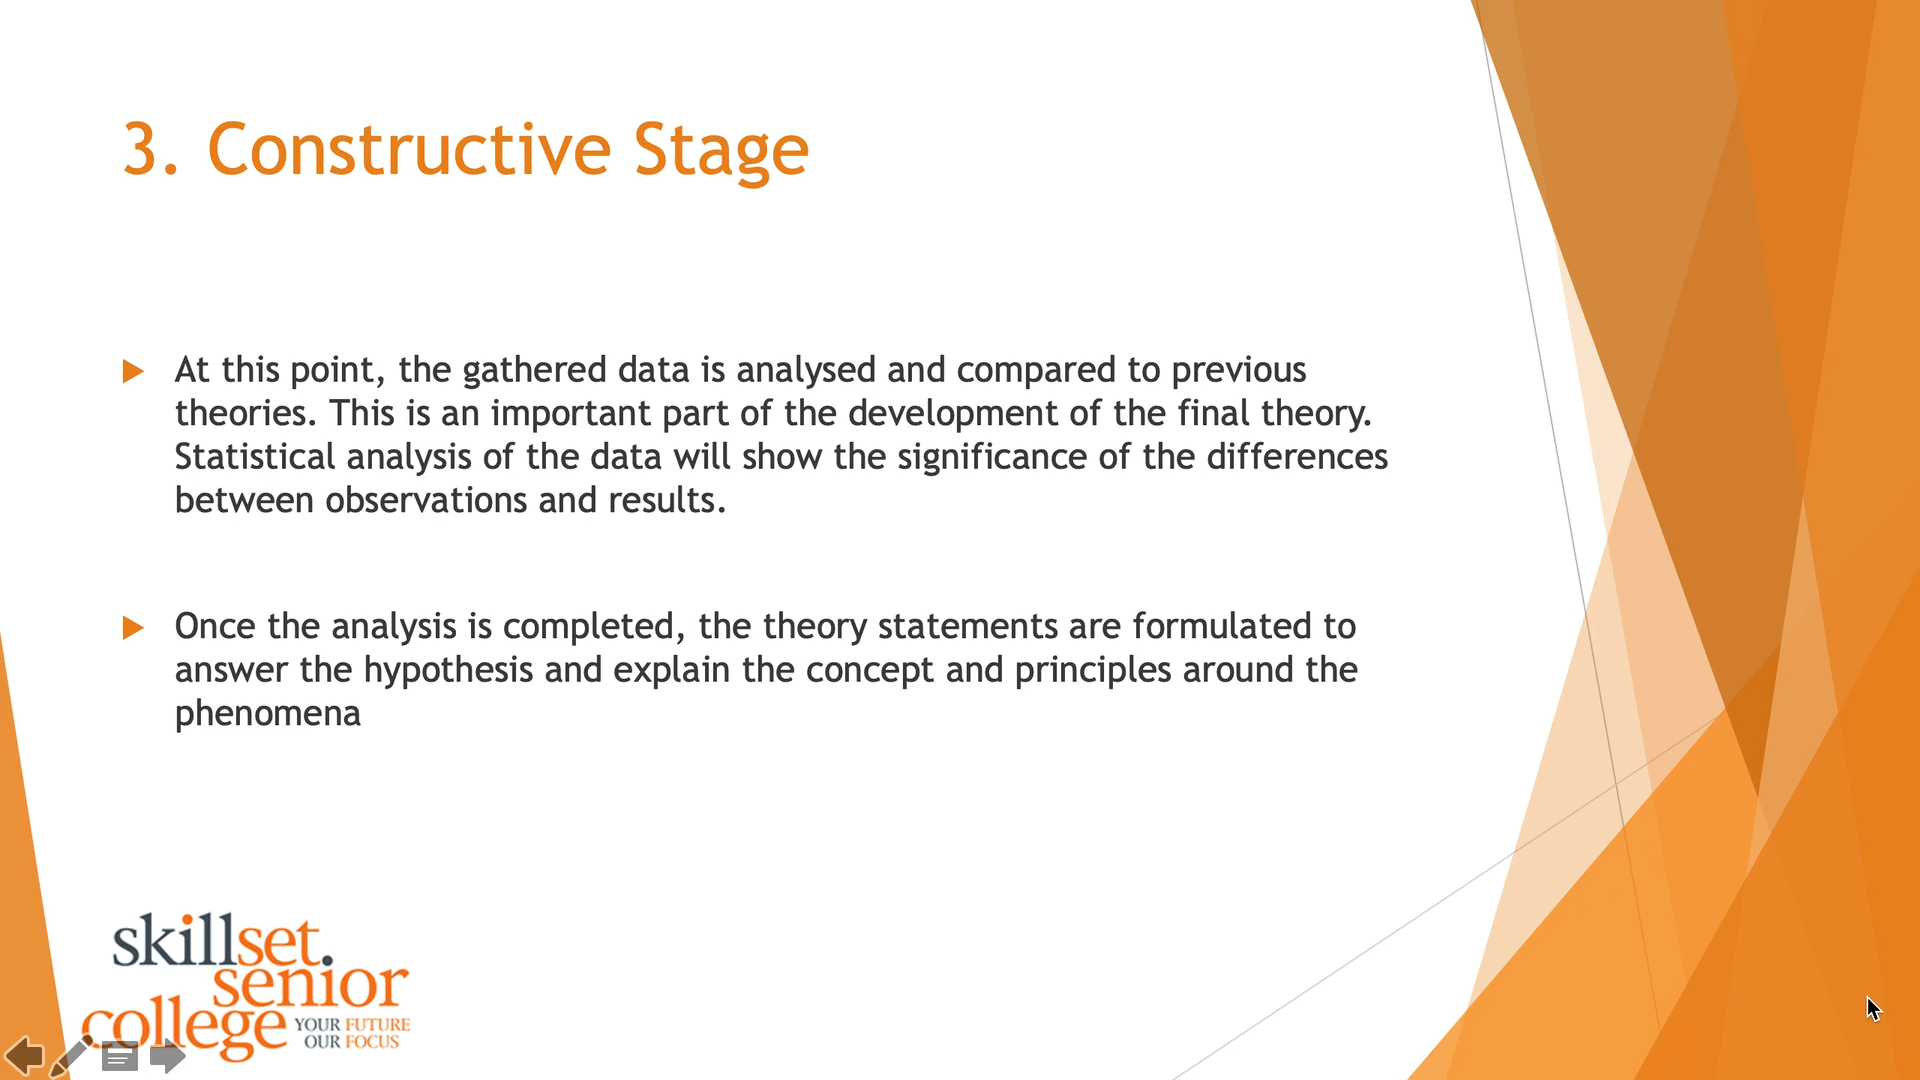 3. Constructive Stage
At this point, the gathered data is analysed and compared to previous
theories. This is an important part of the development of the final theory.
Statistical analysis of the data will show the significance of the differences
between observations and results.
Once the analysis is completed, the theory statements are formulated to
answer the hypothesis and explain the concept and principles around the
phenomena
skillset.
senior
college YOUR FUTURE
OUR FOCUS